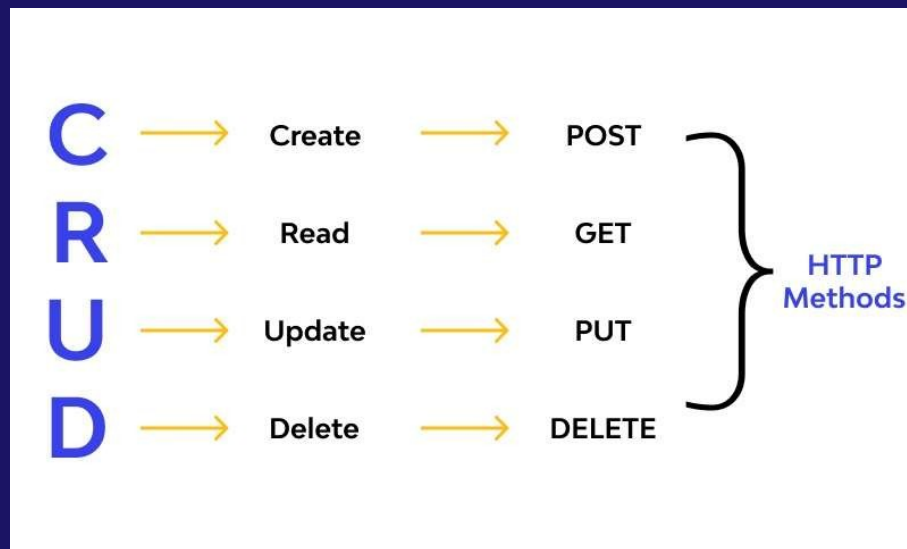 C Create POST
R Read GET
U Update PUT
D Delete DELETE
HTTP
Methods